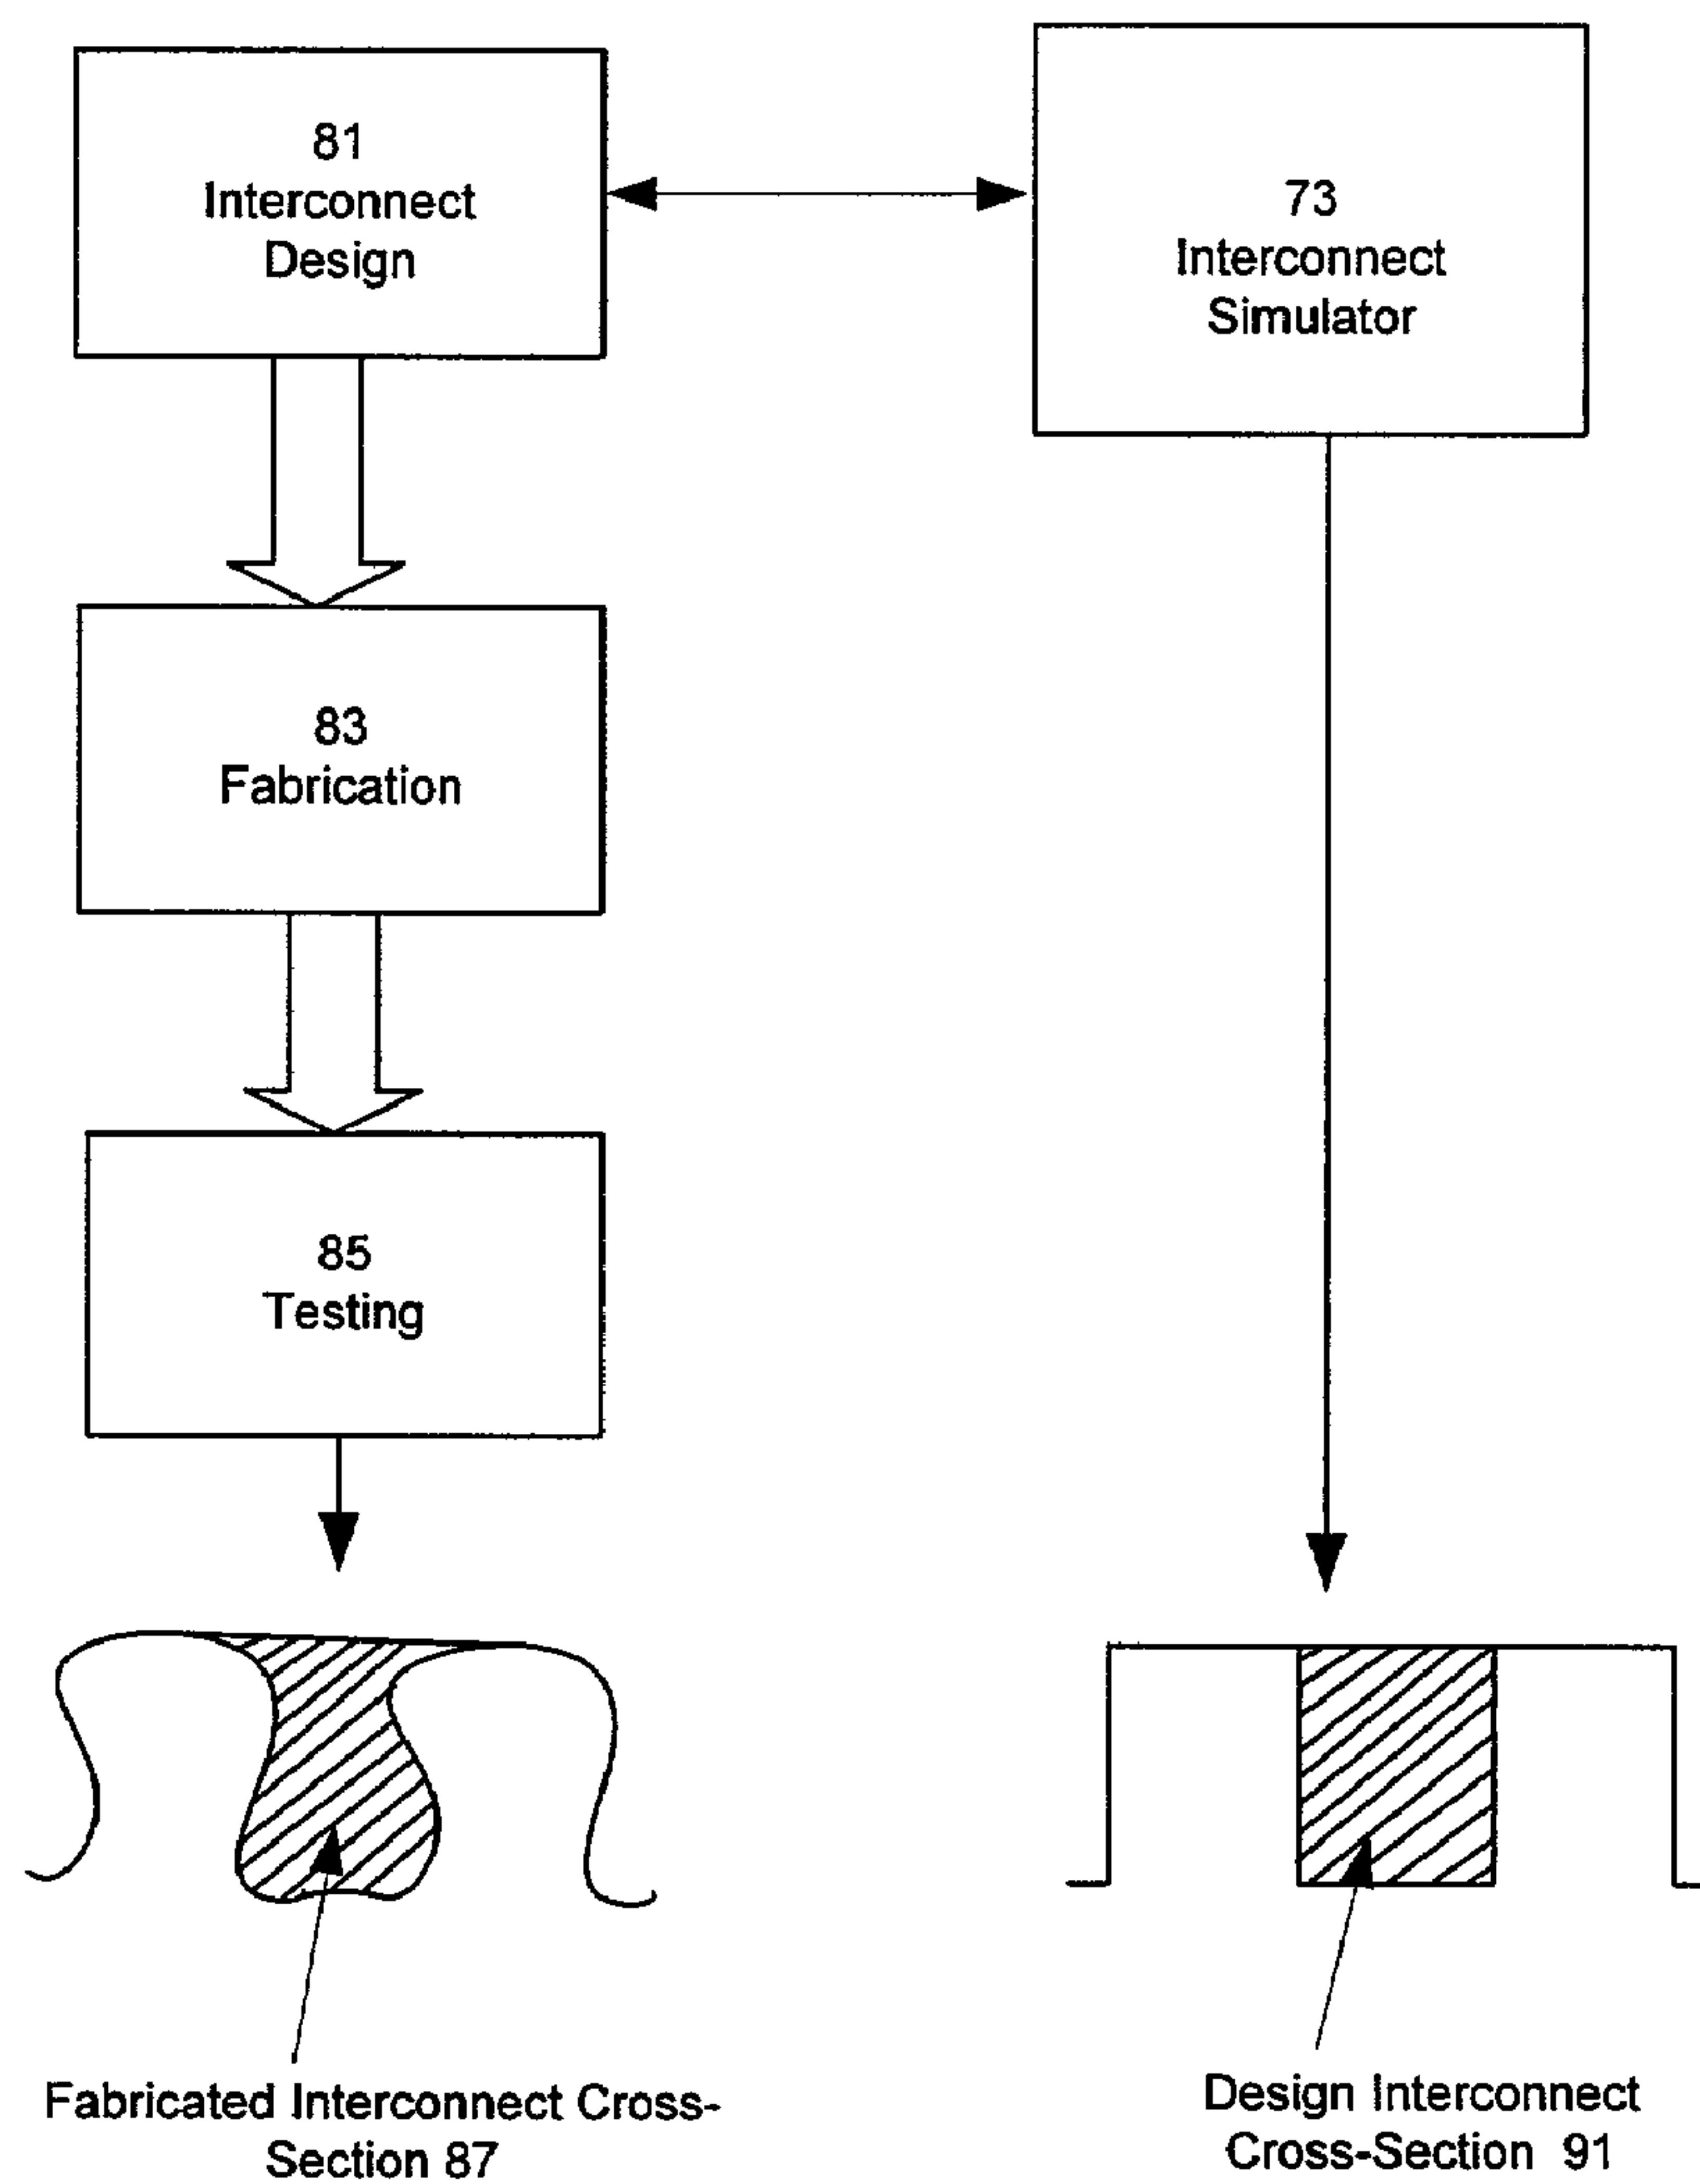 81
Interconnect
Design
73
Interconnect
Simulator
83
Fabrication
85
Testing
Fabricated Interconnect Cross-
Section 87
Design Interconnect
Cross-Section 91